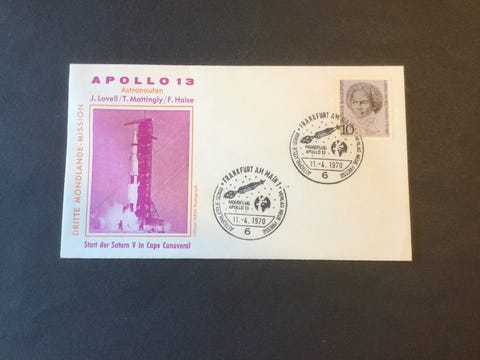 APOLLO 13
Astronauten
J. Lovell/T. Mattingly/F. Haise
DRITTE MONDLANDE-MISSION
Start der Saturn V in Cape Canaveral
10
FRANKFURT AM
MONDFLUG
APOLLO 13
11.-4. 1970
6
FRANKFURT AM MAIN 1
MONDFLUG
APOLLO 13
11.-4. 1970
6